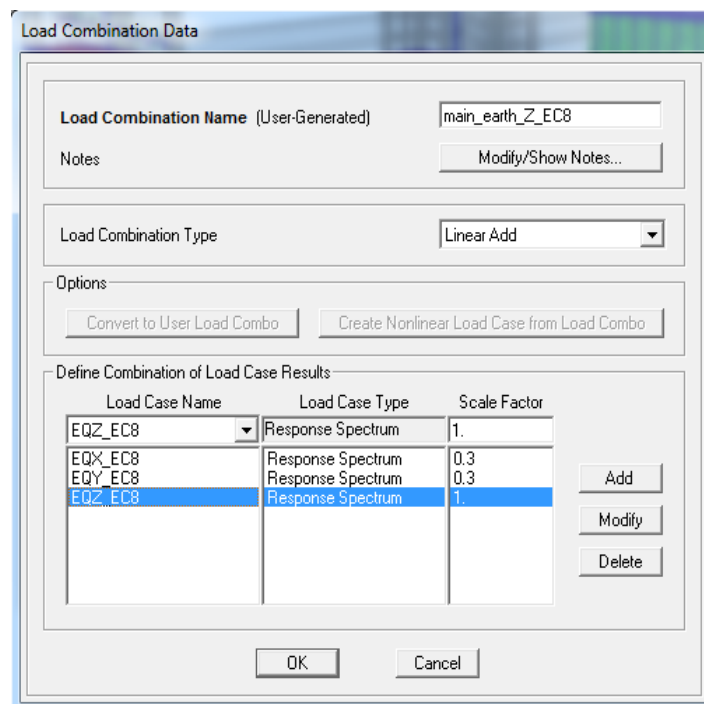 Load Combination Data
Load Combination Name (User-Generated) main_earth_Z_EC8
Notes Modify/Show Notes...
Load Combination Type Linear Add
Options
Convert to User Load Combo Create Nonlinear Load Case from Load Combo
Define Combination of Load Case Results
Load Case Name Load Case Type Scale Factor
EQZ_EC8 Response Spectrum 1.
EQX_EC8 Response Spectrum 0.3
EQY_EC8 Response Spectrum 0.3
EQZ_EC8 Response Spectrum 1.
Add
Modify
Delete
OK Cancel